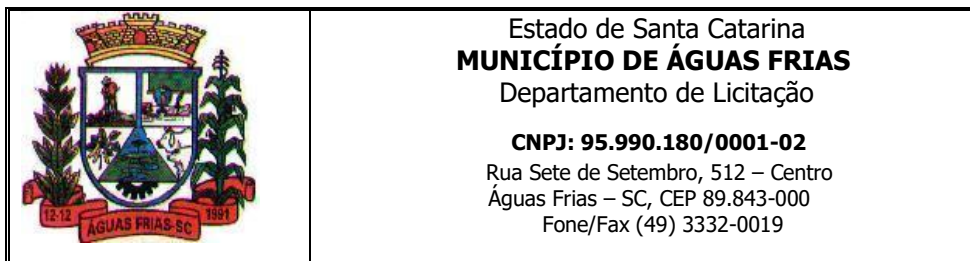 Estado de Santa Catarina
MUNICÍPIO DE ÁGUAS FRIAS
Departamento de Licitação
CNPJ: 95.990.180/0001-02
Rua Sete de Setembro, 512 – Centro
Águas Frias – SC, CEP 89.843-000
Fone/Fax (49) 3332-0019
12-12
ÁGUAS FRIAS-SC
1991